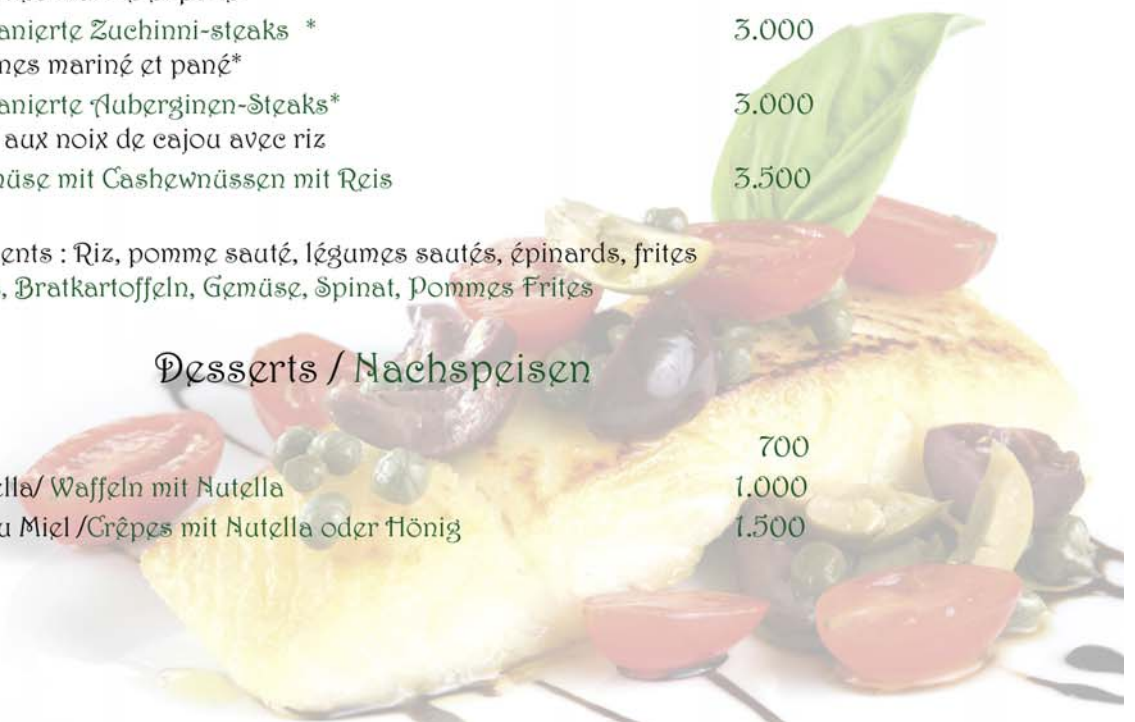 anierte Zuchinni-steaks * 3.000
nes mariné et pané*
anierte Auberginen-Steaks* 3.000
aux noix de cajou avec riz
nüse mit Cashewnüssen mit Reis 3.500
ents : Riz, pomme sauté, légumes sautés, épinards, frites
, Bratkartoffeln, Gemüse, Spinat, Pommes Frites
Desserts / Nachspeisen
700
ella/ Waffeln mit Nutella 1.000
u Miel /Crêpes mit Nutella oder Hönig 1.500